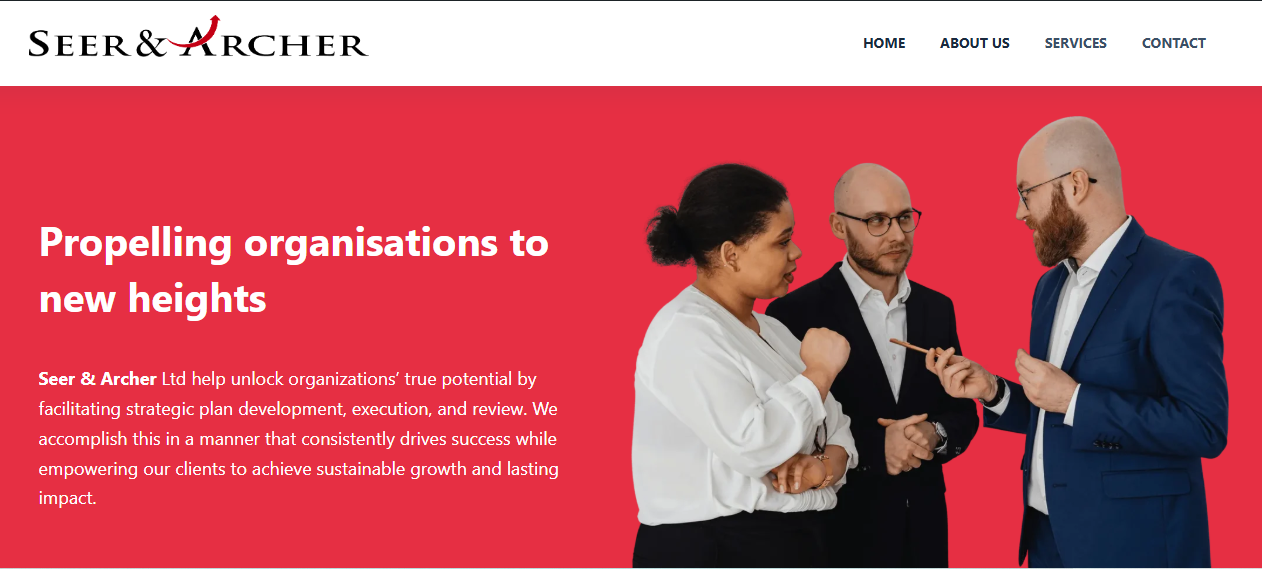 SEER & ARCHER
HOME ABOUT US SERVICES CONTACT
Propelling organisations to
new heights
Seer & Archer Ltd help unlock organizations’ true potential by
facilitating strategic plan development, execution, and review. We
accomplish this in a manner that consistently drives success while
empowering our clients to achieve sustainable growth and lasting
impact.